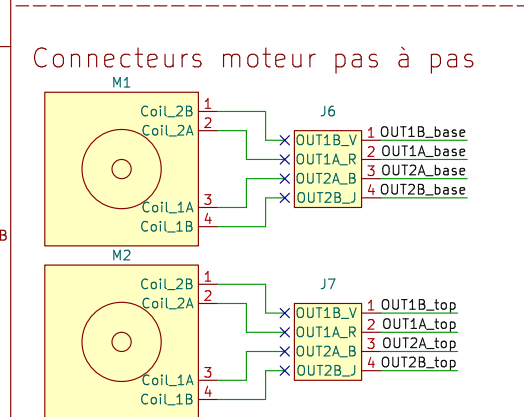 Connecteurs moteur pas à pas
M1
Coil_2B 1
Coil_2A 2
Coil_1A 3
Coil_1B 4
J6
OUT1B_V 1 OUT1B_base
OUT1A_R 2 OUT1A_base
OUT2A_B 3 OUT2A_base
OUT2B_J 4 OUT2B_base
B
M2
Coil_2B 1
Coil_2A 2
Coil_1A 3
Coil_1B 4
J7
OUT1B_V 1 OUT1B_top
OUT1A_R 2 OUT1A_top
OUT2A_B 3 OUT2A_top
OUT2B_J 4 OUT2B_top